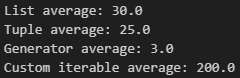 List average: 30.0
Tuple average: 25.0
Generator average: 3.0
Custom iterable average: 200.0